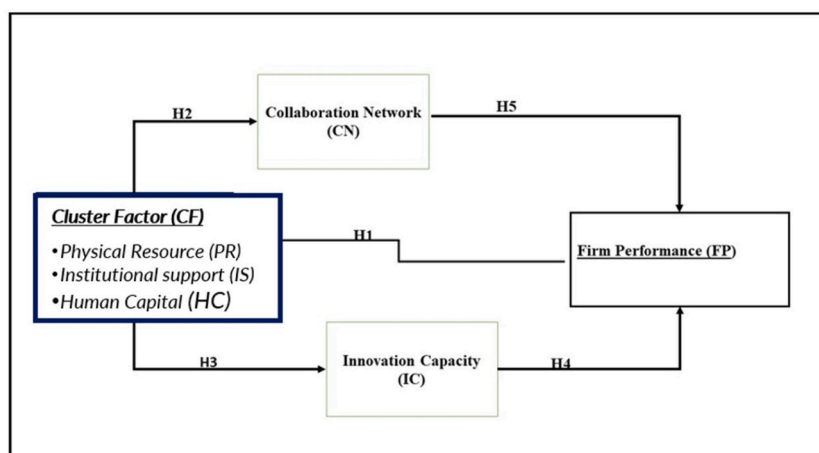 H2
Collaboration Network
(CN)
H5
Cluster Factor (CF)
•Physical Resource (PR)
•Institutional support (IS)
•Human Capital (HC)
H1
Firm Performance (FP)
H3
Innovation Capacity
(IC)
H4